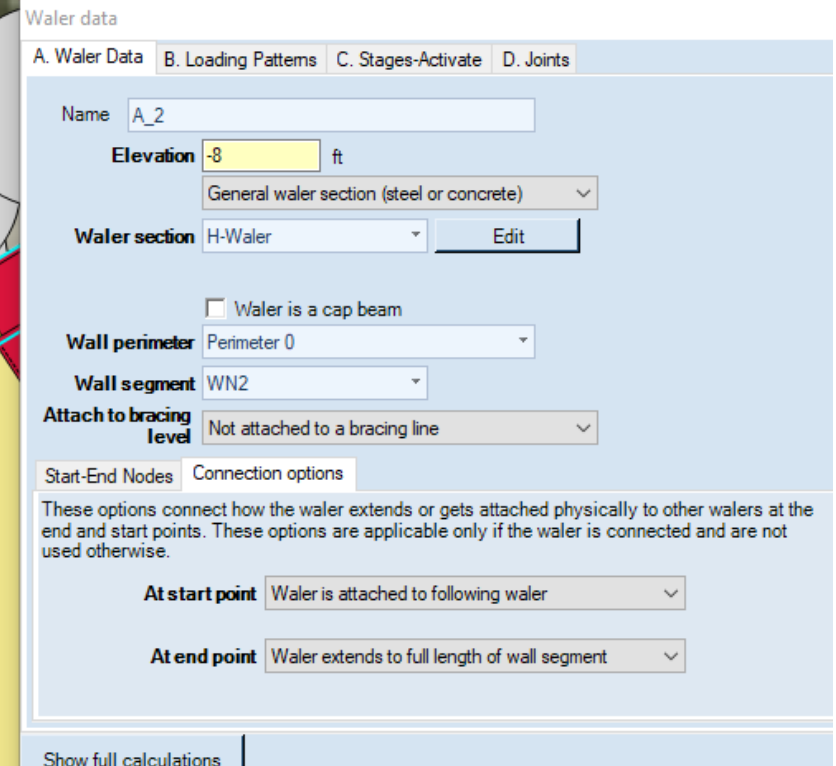 Waler data
A. Waler Data B. Loading Patterns C. Stages-Activate D. Joints
Name A_2
Elevation -8 ft
General waler section (steel or concrete)
Waler section H-Waler Edit
Waler is a cap beam
Wall perimeter Perimeter 0
Wall segment WN2
Attach to bracing
level Not attached to a bracing line
Start-End Nodes Connection options
These options connect how the waler extends or gets attached physically to other walers at the
end and start points. These options are applicable only if the waler is connected and are not
used otherwise.
At start point Waler is attached to following waler
At end point Waler extends to full length of wall segment
Show full calculations